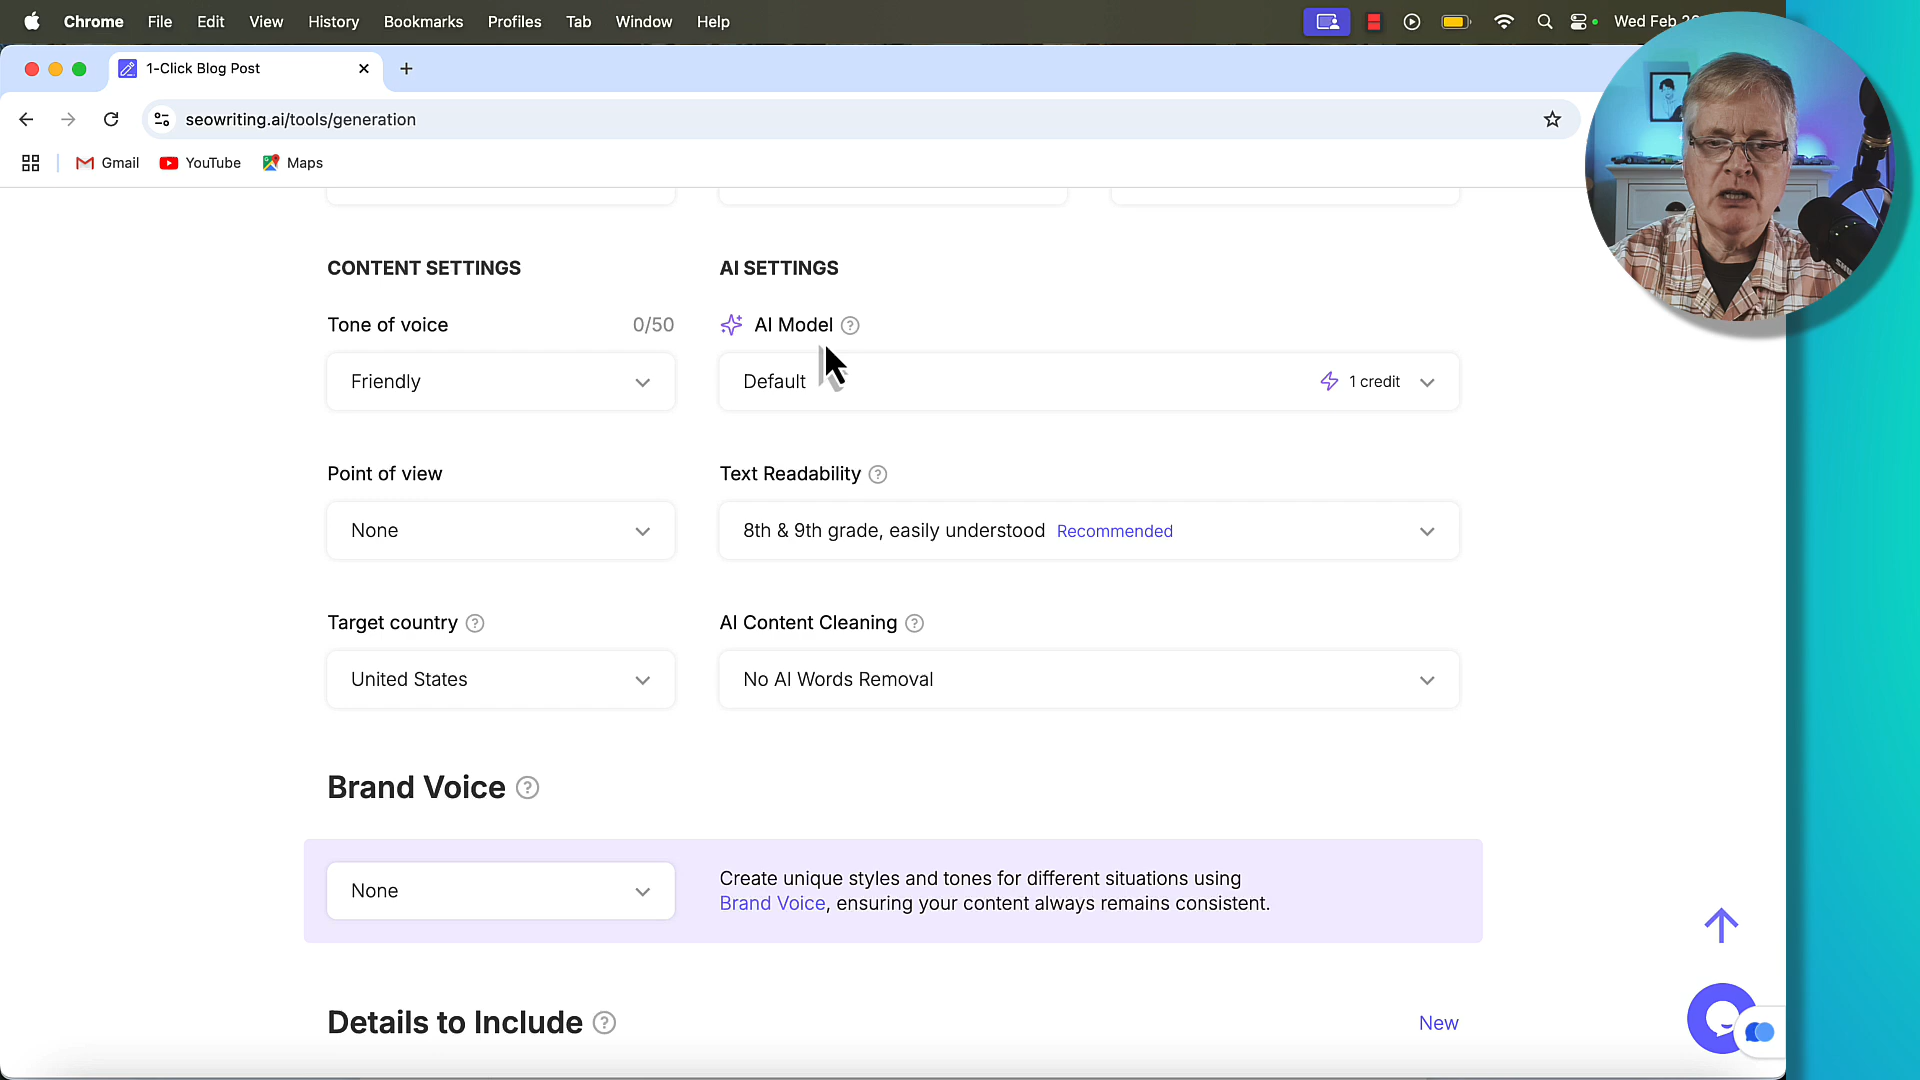 Chrome File Edit View History Bookmarks Profiles Tab Window Help Wed Feb
1-Click Blog Post
seowriting.ai/tools/generation
Gmail YouTube Maps
CONTENT SETTINGS AI SETTINGS
Tone of voice 0/50 AI Model
Friendly Default 1 credit
Point of view Text Readability
None 8th & 9th grade, easily understood Recommended
Target country AI Content Cleaning
United States No AI Words Removal
Brand Voice
None
Create unique styles and tones for different situations using
Brand Voice, ensuring your content always remains consistent.
Details to Include New